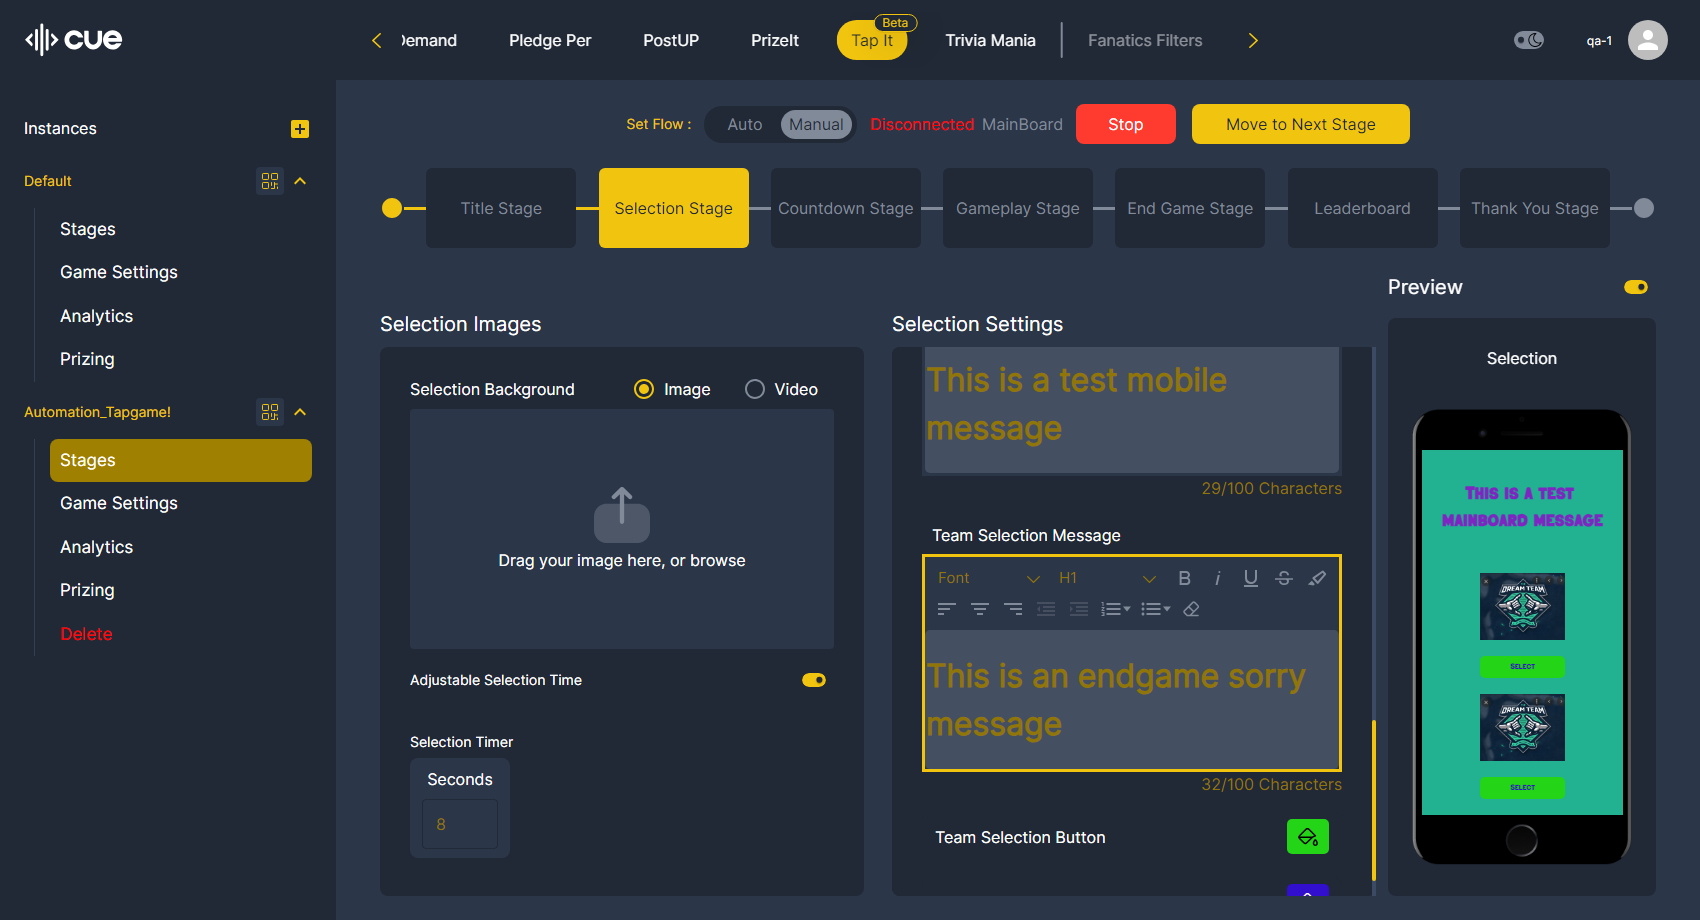 cue
Demand
Pledge Per
PostUP
PrizeIt
Tap It
Beta
Trivia Mania
Fanatics Filters
qa-1
Instances
Default
Stages
Game Settings
Analytics
Prizing
Automation_Tapgame!
Stages
Game Settings
Analytics
Prizing
Delete
Set Flow :
Auto
Manual
Disconnected MainBoard
Stop
Move to Next Stage
Title Stage
Selection Stage
Countdown Stage
Gameplay Stage
End Game Stage
Leaderboard
Thank You Stage
Selection Images
Selection Background
Image
Video
Drag your image here, or browse
Adjustable Selection Time
Selection Timer
Seconds
8
Selection Settings
This is a test mobile
message
29/100 Characters
Team Selection Message
Font
H1
This is an endgame sorry
message
32/100 Characters
Team Selection Button
Preview
Selection
This is a test
mainboard message
DREAM TEAM
SELECT
DREAM TEAM
SELECT